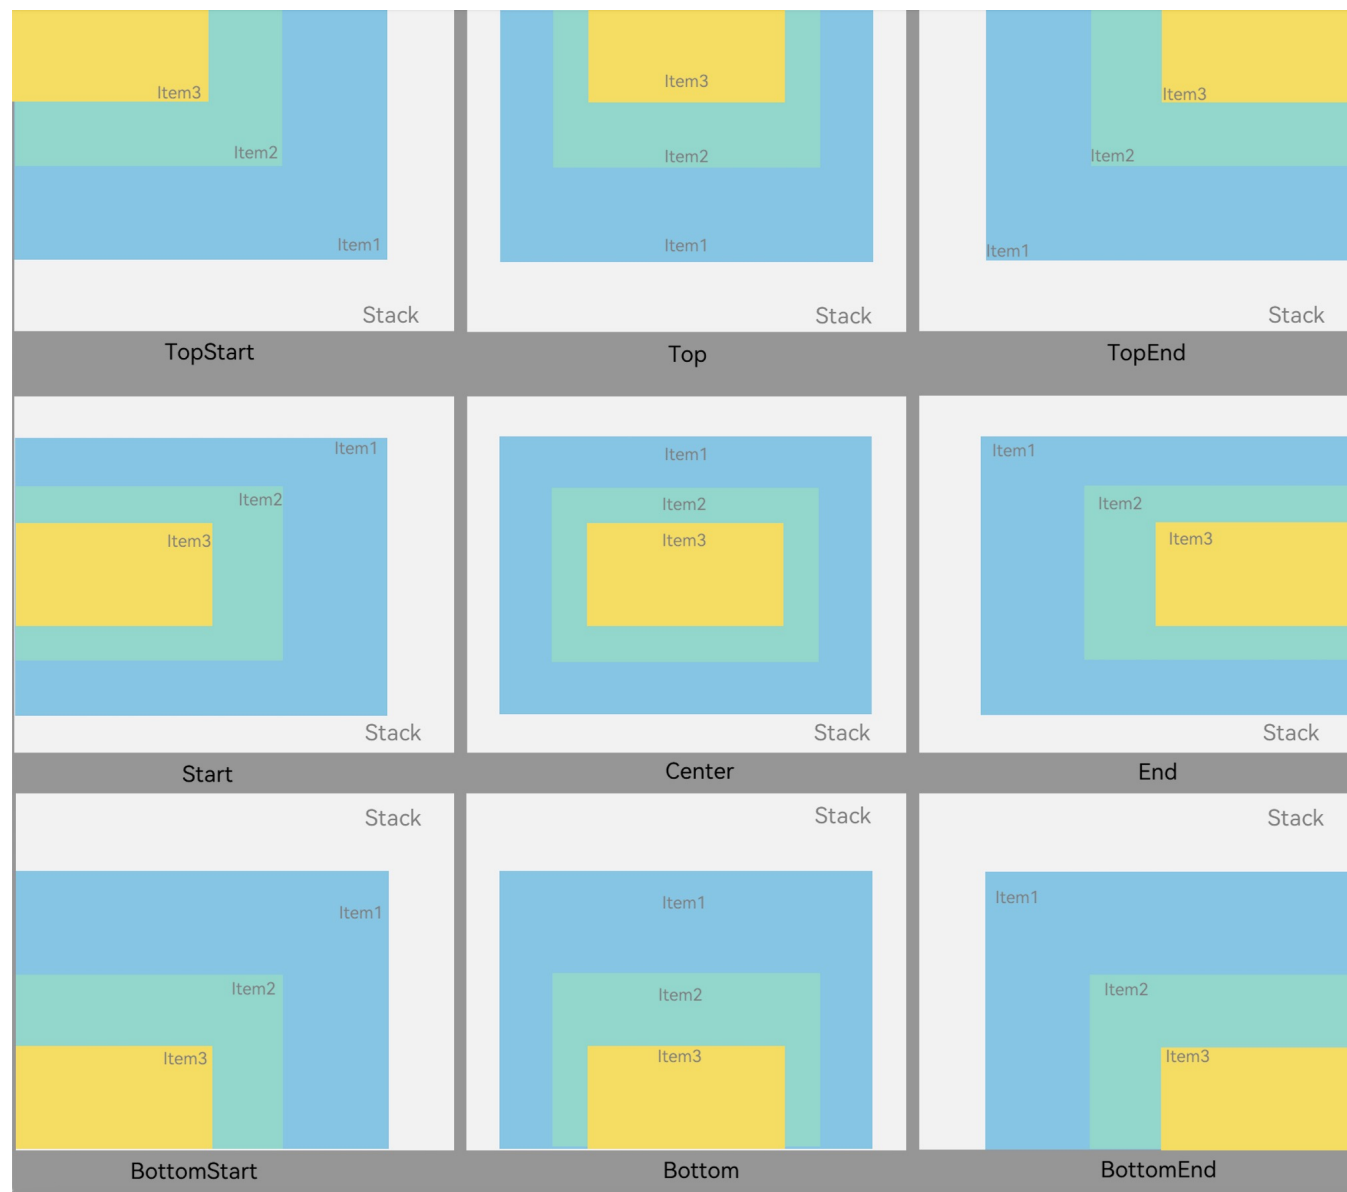 Item3
Item2
Item1
Stack
TopStart
Item3
Item2
Item1
Stack
Top
Item3
Item2
Item1
Stack
TopEnd
Item1
Item2
Item3
Stack
Start
Item1
Item2
Item3
Stack
Center
Item1
Item2
Item3
Stack
End
Stack
Item1
Item2
Item3
BottomStart
Stack
Item1
Item2
Item3
Bottom
Stack
Item1
Item2
Item3
BottomEnd